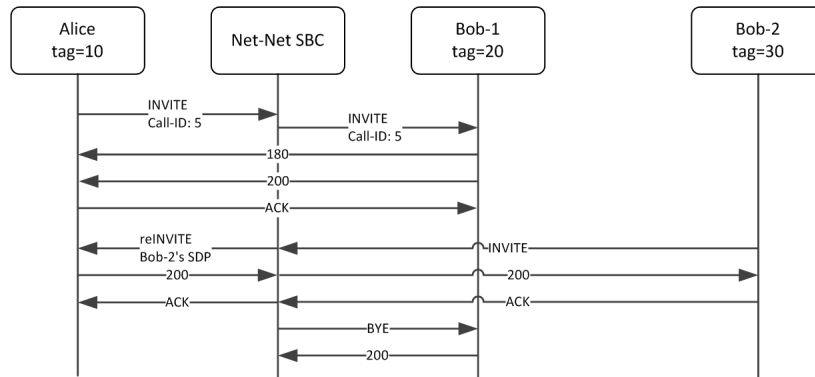 Alice
tag=10
Net-Net SBC
Bob-1
tag=20
Bob-2
tag=30
INVITE
Call-ID: 5
INVITE
Call-ID: 5
180
200
ACK
reINVITE
Bob-2's SDP
INVITE
200
200
ACK
ACK
BYE
200